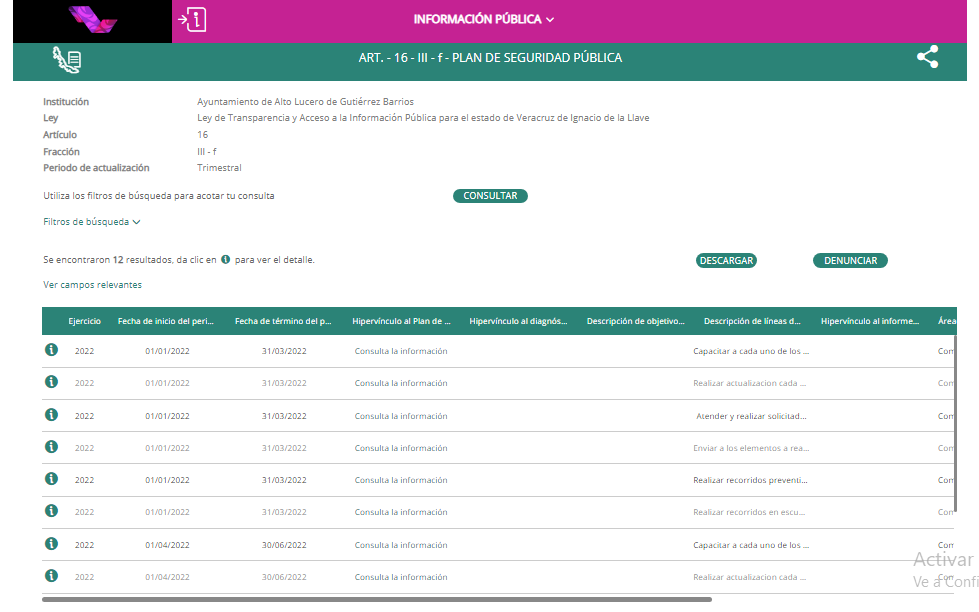 INFORMACIÓN PÚBLICA
ART. - 16 - III - f - PLAN DE SEGURIDAD PÚBLICA
Institución Ayuntamiento de Alto Lucero de Gutiérrez Barrios
Ley Ley de Transparencia y Acceso a la Información Pública para el estado de Veracruz de Ignacio de la Llave
Artículo 16
Fracción III - f
Periodo de actualización Trimestral
Utiliza los filtros de búsqueda para acotar tu consulta CONSULTAR
Filtros de búsqueda
Se encontraron 12 resultados, da clic en i para ver el detalle. DESCARGAR DENUNCIAR
Ver campos relevantes
Ejercicio Fecha de inicio del peri... Fecha de término del p... Hipervínculo al Plan de ... Hipervínculo al diagnós... Descripción de objetivo... Descripción de líneas d... Hipervínculo al informe... Área
2022 01/01/2022 31/03/2022 Consulta la información Capacitar a cada uno de los ... Com
2022 01/01/2022 31/03/2022 Consulta la información Realizar actualizacion cada ... Com
2022 01/01/2022 31/03/2022 Consulta la información Atender y realizar solicitad... Com
2022 01/01/2022 31/03/2022 Consulta la información Enviar a los elementos a rea... Com
2022 01/01/2022 31/03/2022 Consulta la información Realizar recorridos preventi... Com
2022 01/01/2022 31/03/2022 Consulta la información Realizar recorridos en escu... Com
2022 01/04/2022 30/06/2022 Consulta la información Capacitar a cada uno de los ... Com
Activar
2022 01/04/2022 30/06/2022 Consulta la información Realizar actualizacion cada ... Com
Ve a Confi